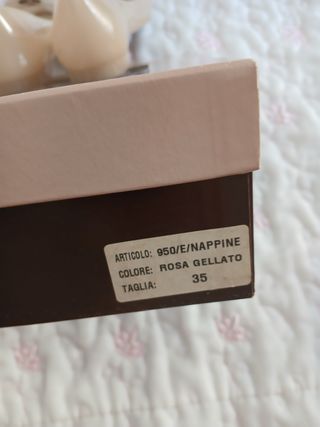 ARTICOLO: 950/E/NAPPINE
COLORE: ROSA GELLATO
TAGLIA: 35